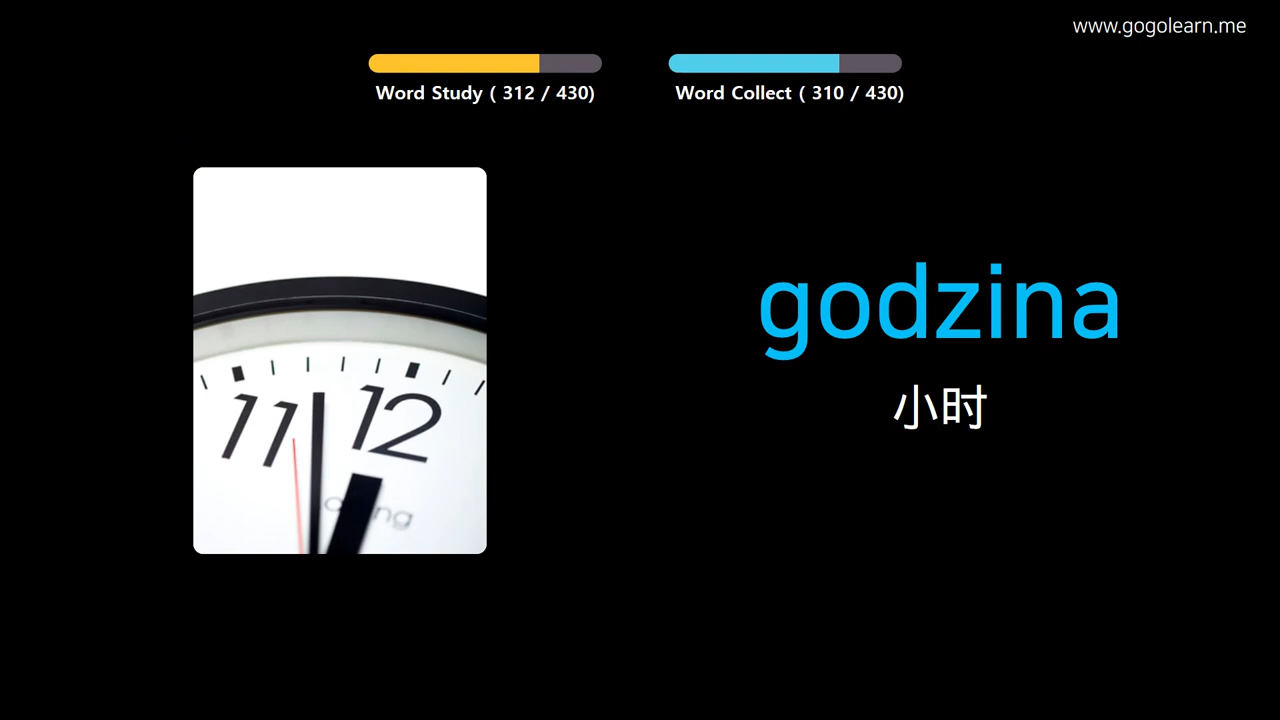 www.gogolearn.me
Word Study ( 312 / 430)
Word Collect ( 310 / 430)
11
12
godzina
小时